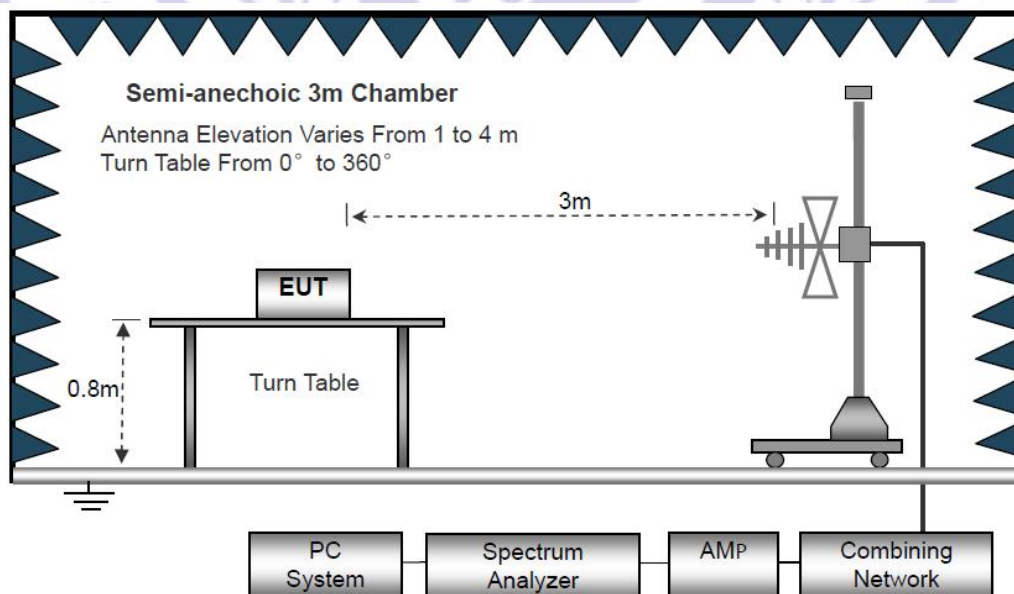 Semi-anechoic 3m Chamber
Antenna Elevation Varies From 1 to 4 m
Turn Table From 0° to 360°
3m
EUT
0.8m
Turn Table
PC
System
Spectrum
Analyzer
AMP
Combining
Network